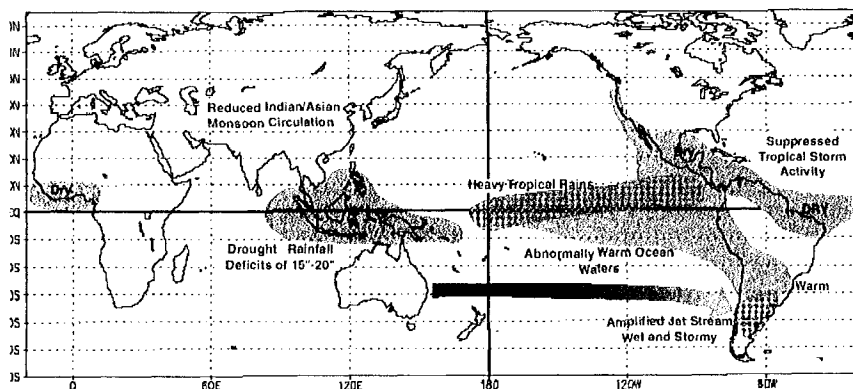 Reduced Indian/Asian
Monsoon Circulation
Suppressed
Tropical Storm
Activity
Dry
Dry
Heavy Tropical Rains
DRY
Drought Rainfall
Deficits of 15"-20"
Abnormally Warm Ocean
Waters
Warm
Amplified Jet Stream
Wet and Stormy
0 60E 120E 180 120W 60W